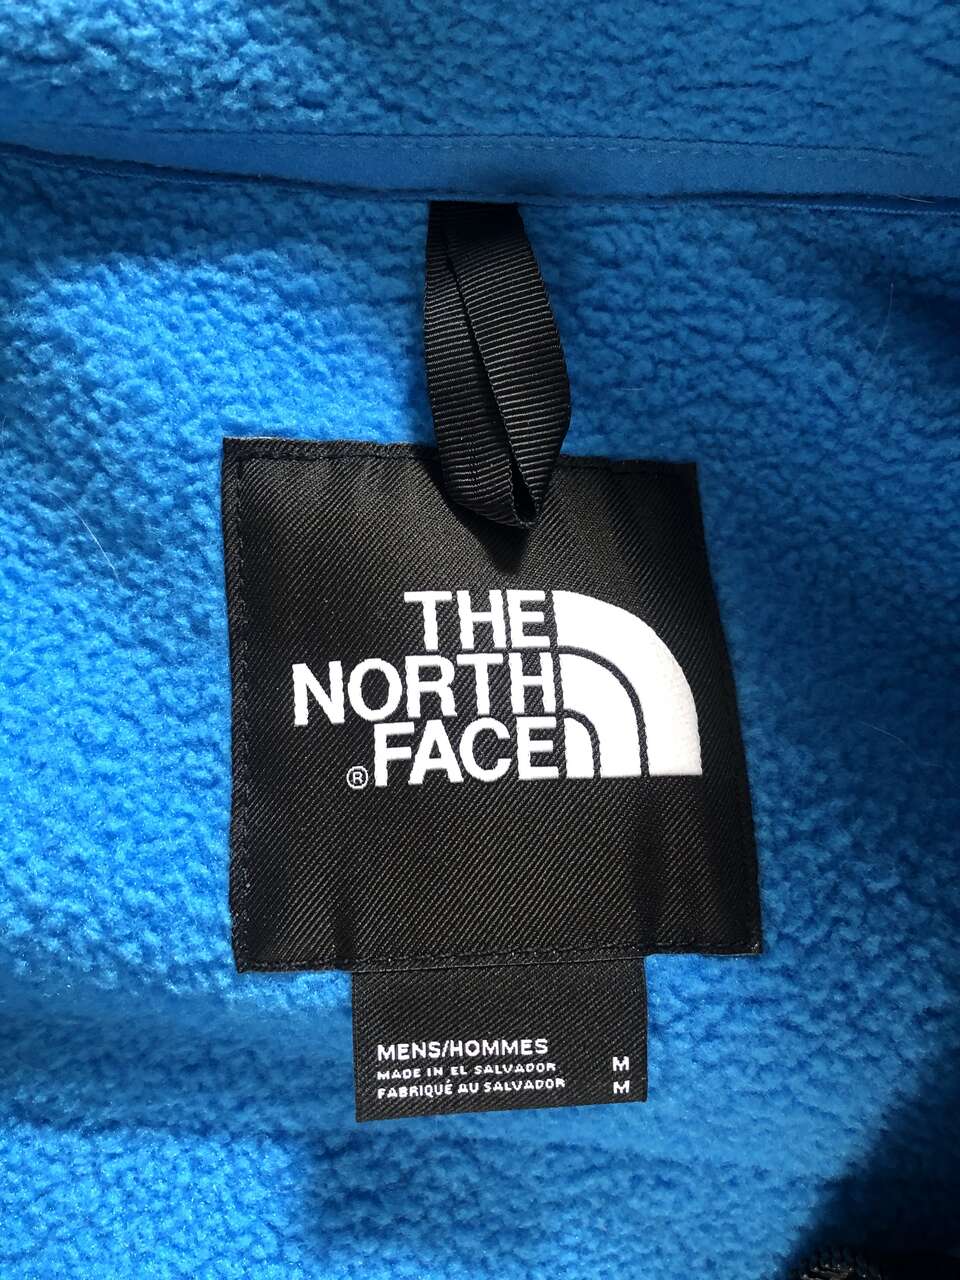 THE
NORTH
FACE
®
MENS/HOMMES
MADE IN EL SALVADOR M
FABRIQUÉ AU SALVADOR M